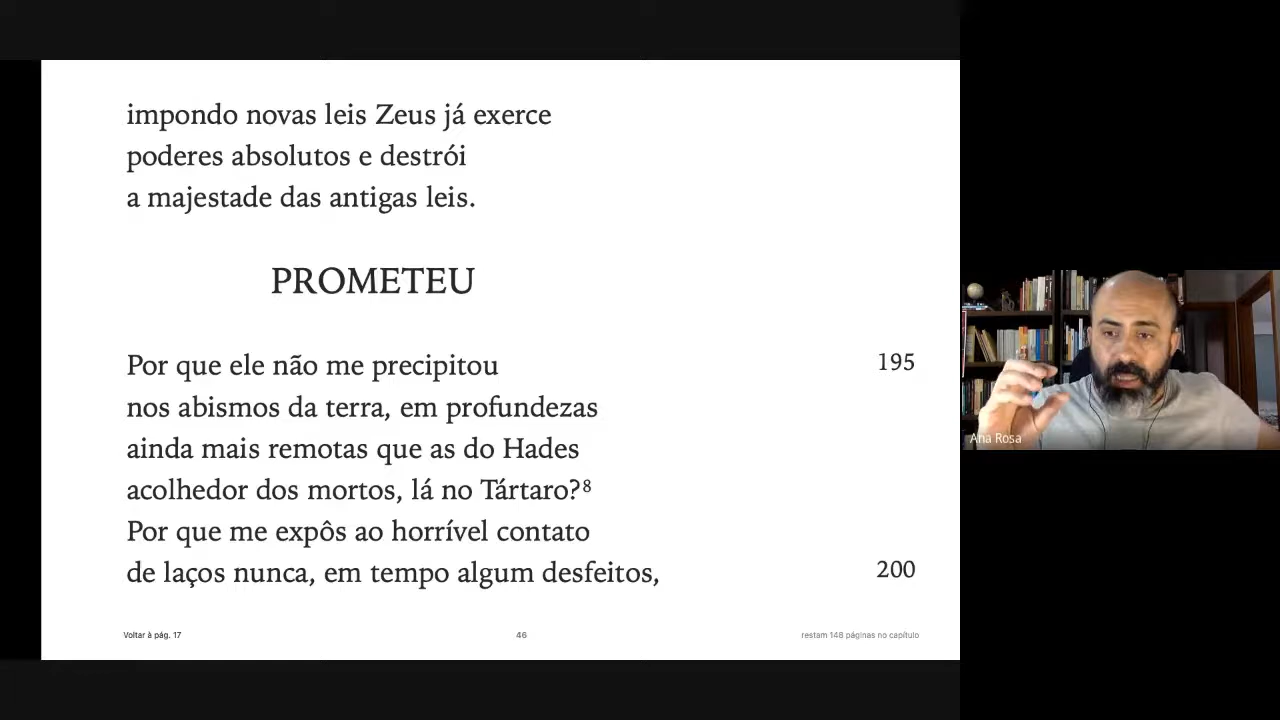 impondo novas leis Zeus já exerce
poderes absolutos e destrói
a majestade das antigas leis.
PROMETEU
Por que ele não me precipitou 195
nos abismos da terra, em profundezas
ainda mais remotas que as do Hades
acolhedor dos mortos, lá no Tártaro?⁸
Por que me expôs ao horrível contato
de laços nunca, em tempo algum desfeitos, 200
Voltar à pág. 17 46 restam 148 páginas no capítulo
Ana Rosa